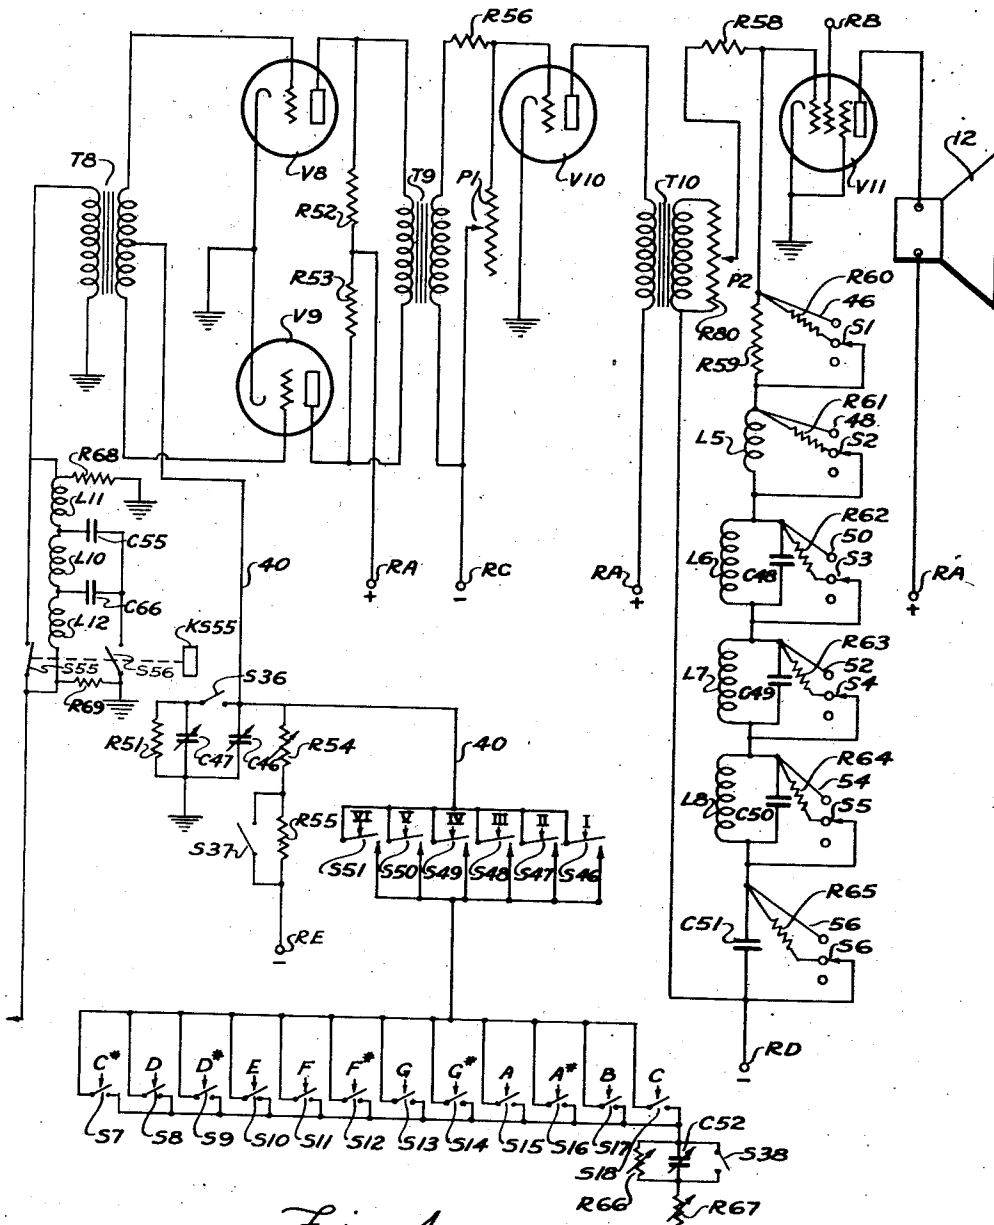 R56
R58
RB
12
T8
V8
R52
T9
P1
V10
T10
V11
P2
R53
V9
R80
R59
R60
46
S1
R61
48
S2
L5
R68
L11
C55
L10
C66
L12
40
RA
+
RC
-
RA
+
R62
50
S3
L6
C48
RA
+
KS55
S55
S56
R69
S36
R63
52
S4
L7
C49
R51
C47
C46
R54
40
R64
54
S5
L8
C50
S37
R55
VI
V
IV
III
II
I
S51
S50
S49
S48
S47
S46
R65
56
S6
C51
RE
-
RD
-
C# D D# E F F# G G# A A# B C
S7 S8 S9 S10 S11 S12 S13 S14 S15 S16 S17 S18
C52
S38
R66
R67